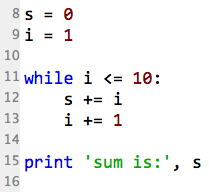 8 s = 0
9 i = 1
10
11 while i <= 10:
12     s += i
13     i += 1
14
15 print 'sum is:', s
16